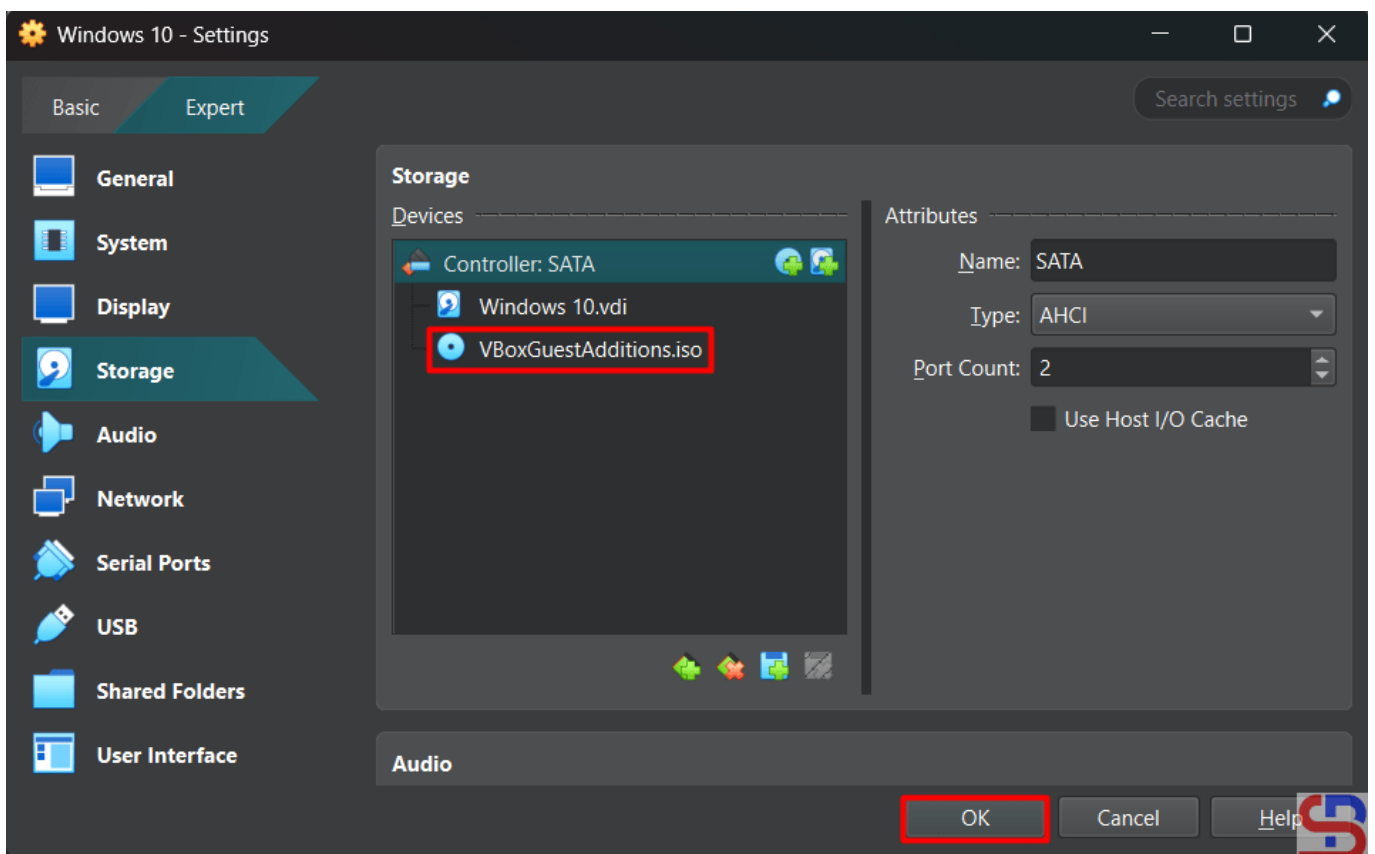 Windows 10 - Settings
Basic
Expert
Search settings
General
System
Display
Storage
Audio
Network
Serial Ports
USB
Shared Folders
User Interface
Storage
Devices
Controller: SATA
Windows 10.vdi
VBoxGuestAdditions.iso
Attributes
Name: SATA
Type: AHCI
Port Count: 2
Use Host I/O Cache
Audio
OK
Cancel
Help